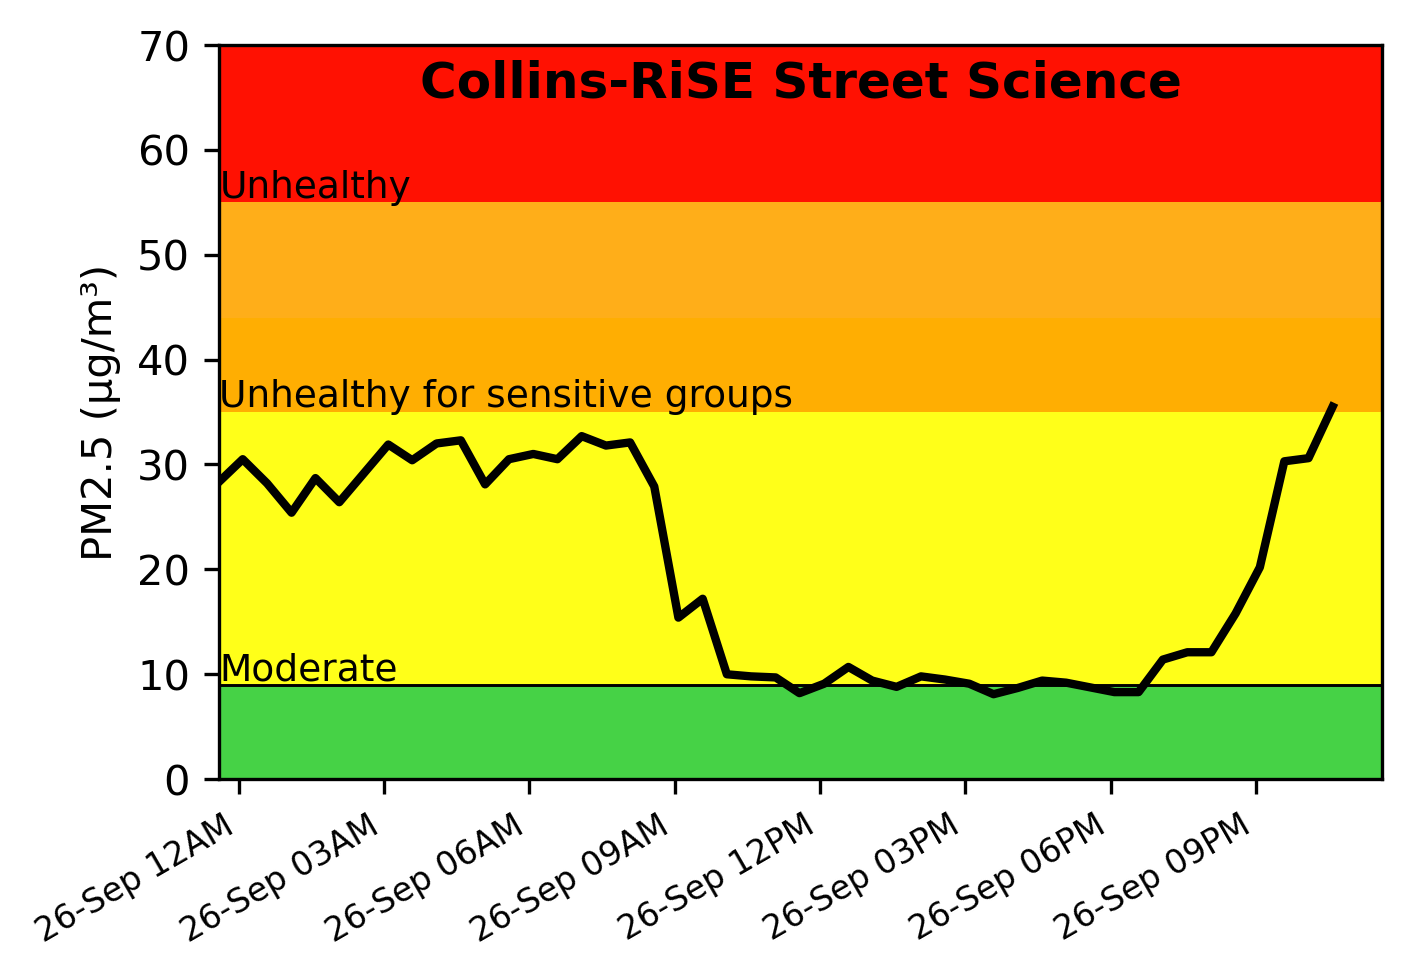 Collins-RiSE Street Science
70
60
Unhealthy
50
40
Unhealthy for sensitive groups
30
20
10
Moderate
0
PM2.5 (µg/m³)
26-Sep 12AM
26-Sep 03AM
26-Sep 06AM
26-Sep 09AM
26-Sep 12PM
26-Sep 03PM
26-Sep 06PM
26-Sep 09PM